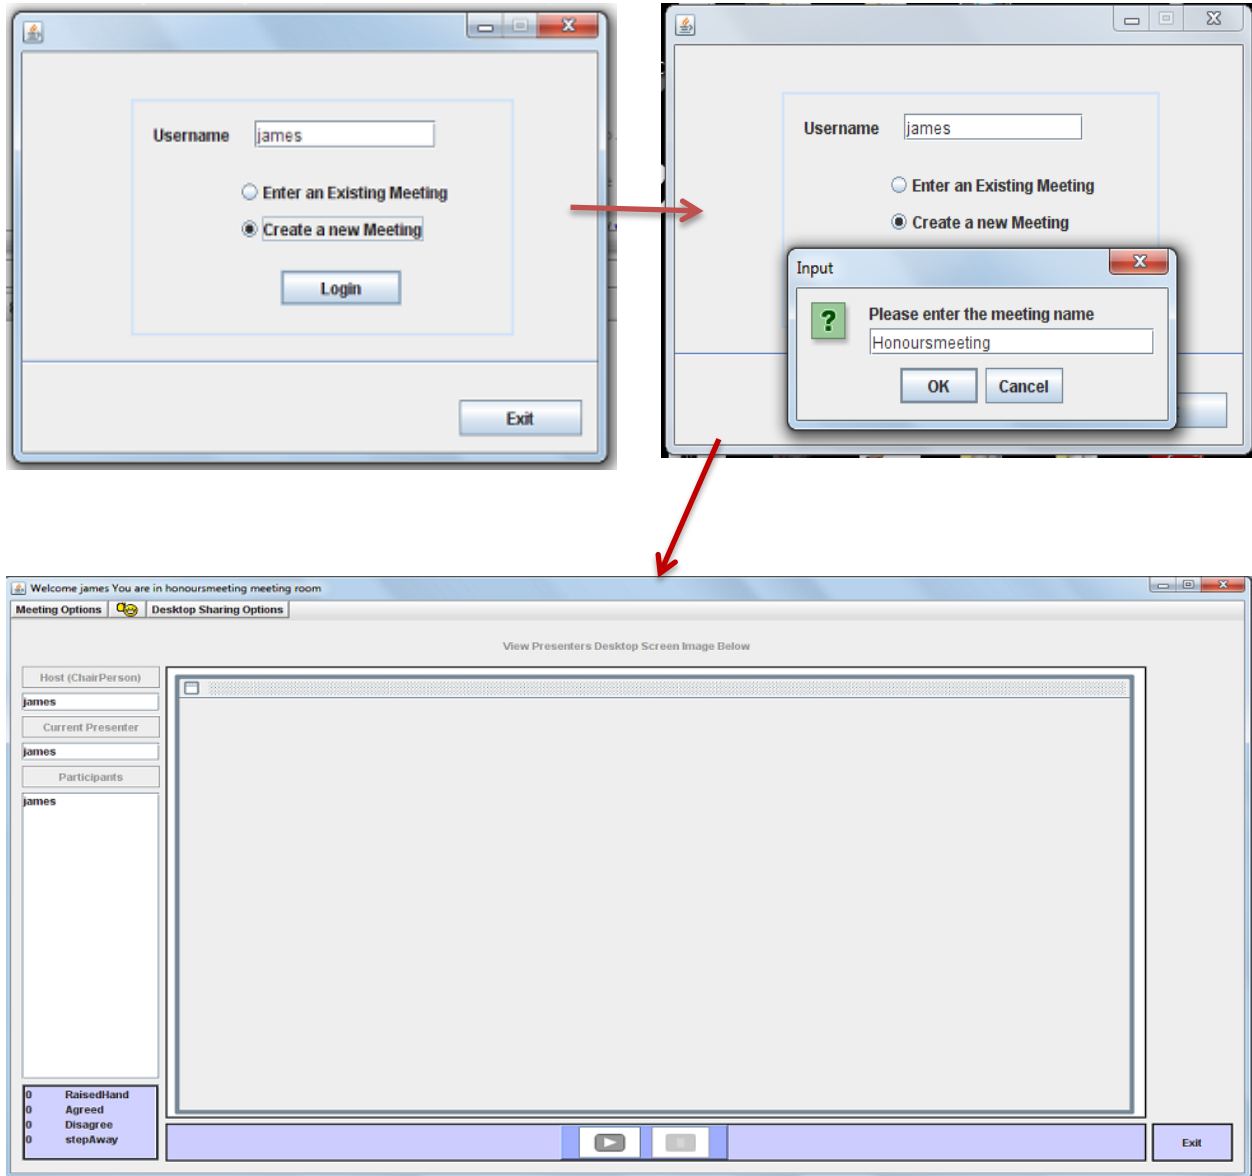 Username james
Enter an Existing Meeting
Create a new Meeting
Login
Exit
Username james
Enter an Existing Meeting
Create a new Meeting
Input
Please enter the meeting name
Honoursmeeting
OK Cancel
Welcome james You are in honoursmeeting meeting room
Meeting Options Desktop Sharing Options
View Presenters Desktop Screen Image Below
Host (ChairPerson)
james
Current Presenter
james
Participants
james
0 RaisedHand
0 Agreed
0 Disagree
0 stepAway
Exit